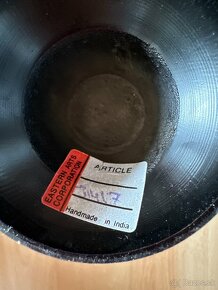 EASTERN ARTS
CORPORATION
ARTICLE
Handmade in India